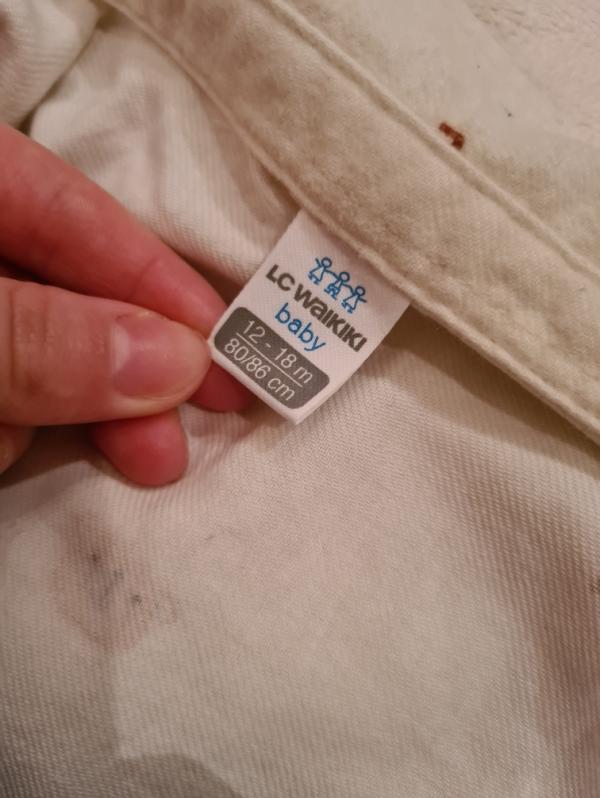 LC WAIKIKI
baby
12 - 18 m
80/86 cm